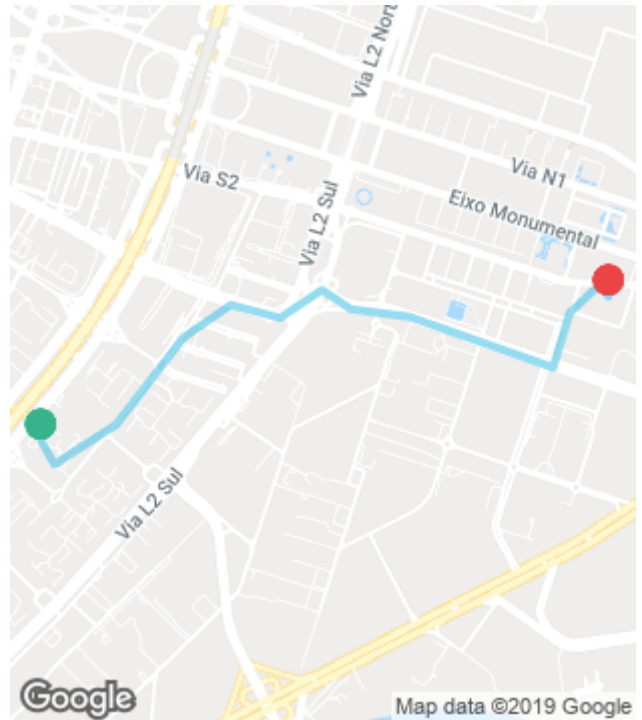 Via L2 Nort
Via N1
Via S2
Eixo Monumental
Via L2 Sul
Via L2 Sul
Google
Map data ©2019 Google